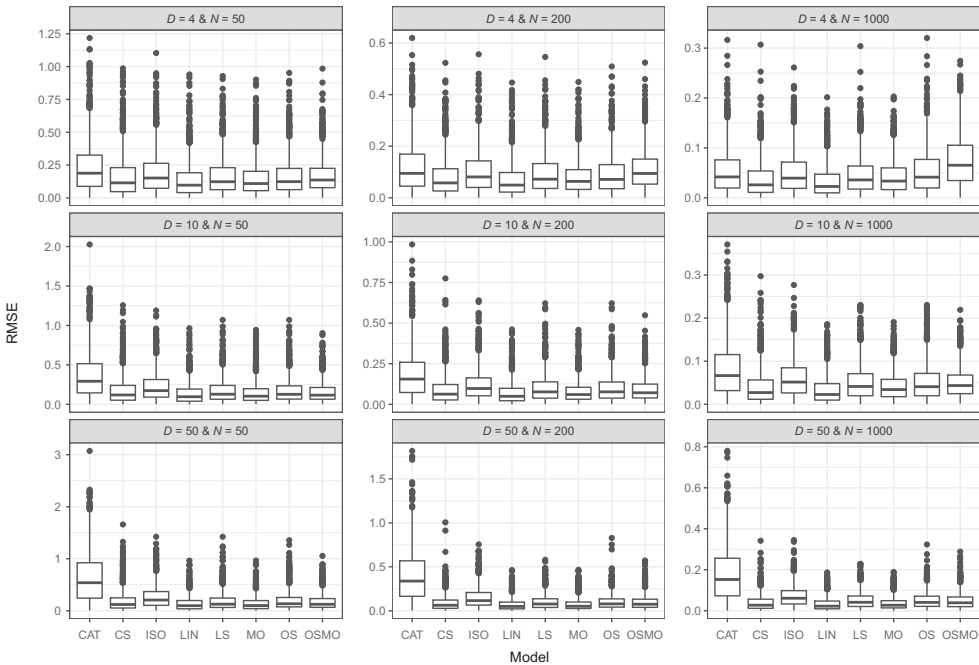 D = 4 & N = 50
D = 4 & N = 200
D = 4 & N = 1000
1.25
1.00
0.75
0.50
0.25
0.00
0.6
0.4
0.2
0.0
0.3
0.2
0.1
0.0
D = 10 & N = 50
D = 10 & N = 200
D = 10 & N = 1000
2.0
1.5
1.0
0.5
0.0
1.00
0.75
0.50
0.25
0.00
0.3
0.2
0.1
0.0
D = 50 & N = 50
D = 50 & N = 200
D = 50 & N = 1000
3
2
1
0
1.5
1.0
0.5
0.0
0.8
0.6
0.4
0.2
0.0
RMSE
CAT CS ISO LIN LS MO OS OSMO
CAT CS ISO LIN LS MO OS OSMO
CAT CS ISO LIN LS MO OS OSMO
Model